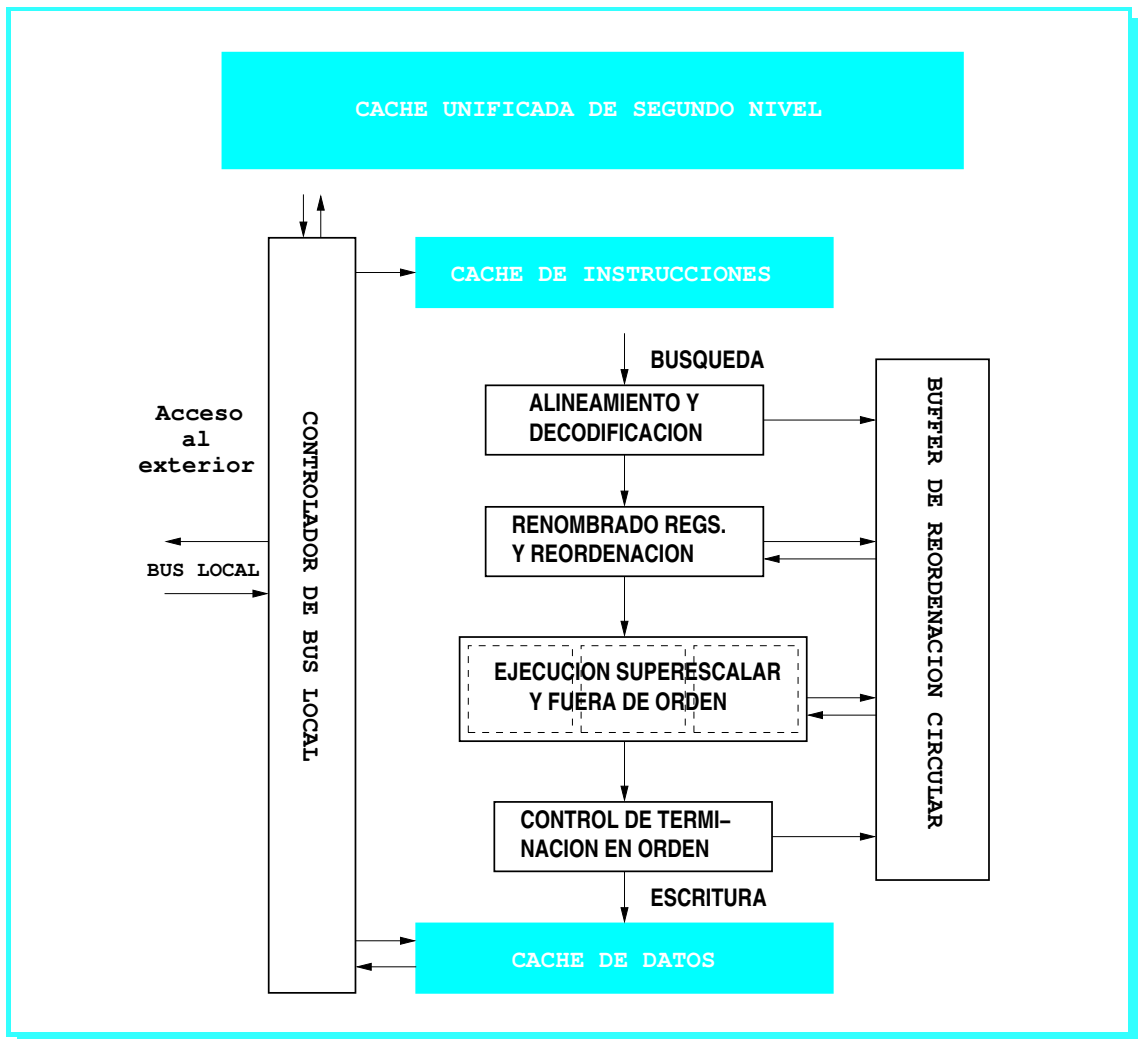 CACHE UNIFICADA DE SEGUNDO NIVEL
CACHE DE INSTRUCCIONES
BUSQUEDA
ALINEAMIENTO Y
DECODIFICACION
Acceso
al
exterior
BUS LOCAL
CONTROLADOR DE BUS LOCAL
RENOMBRADO REGS.
Y REORDENACION
EJECUCION SUPERESCALAR
Y FUERA DE ORDEN
CONTROL DE TERMI–
NACION EN ORDEN
BUFFER DE REORDENACION CIRCULAR
ESCRITURA
CACHE DE DATOS